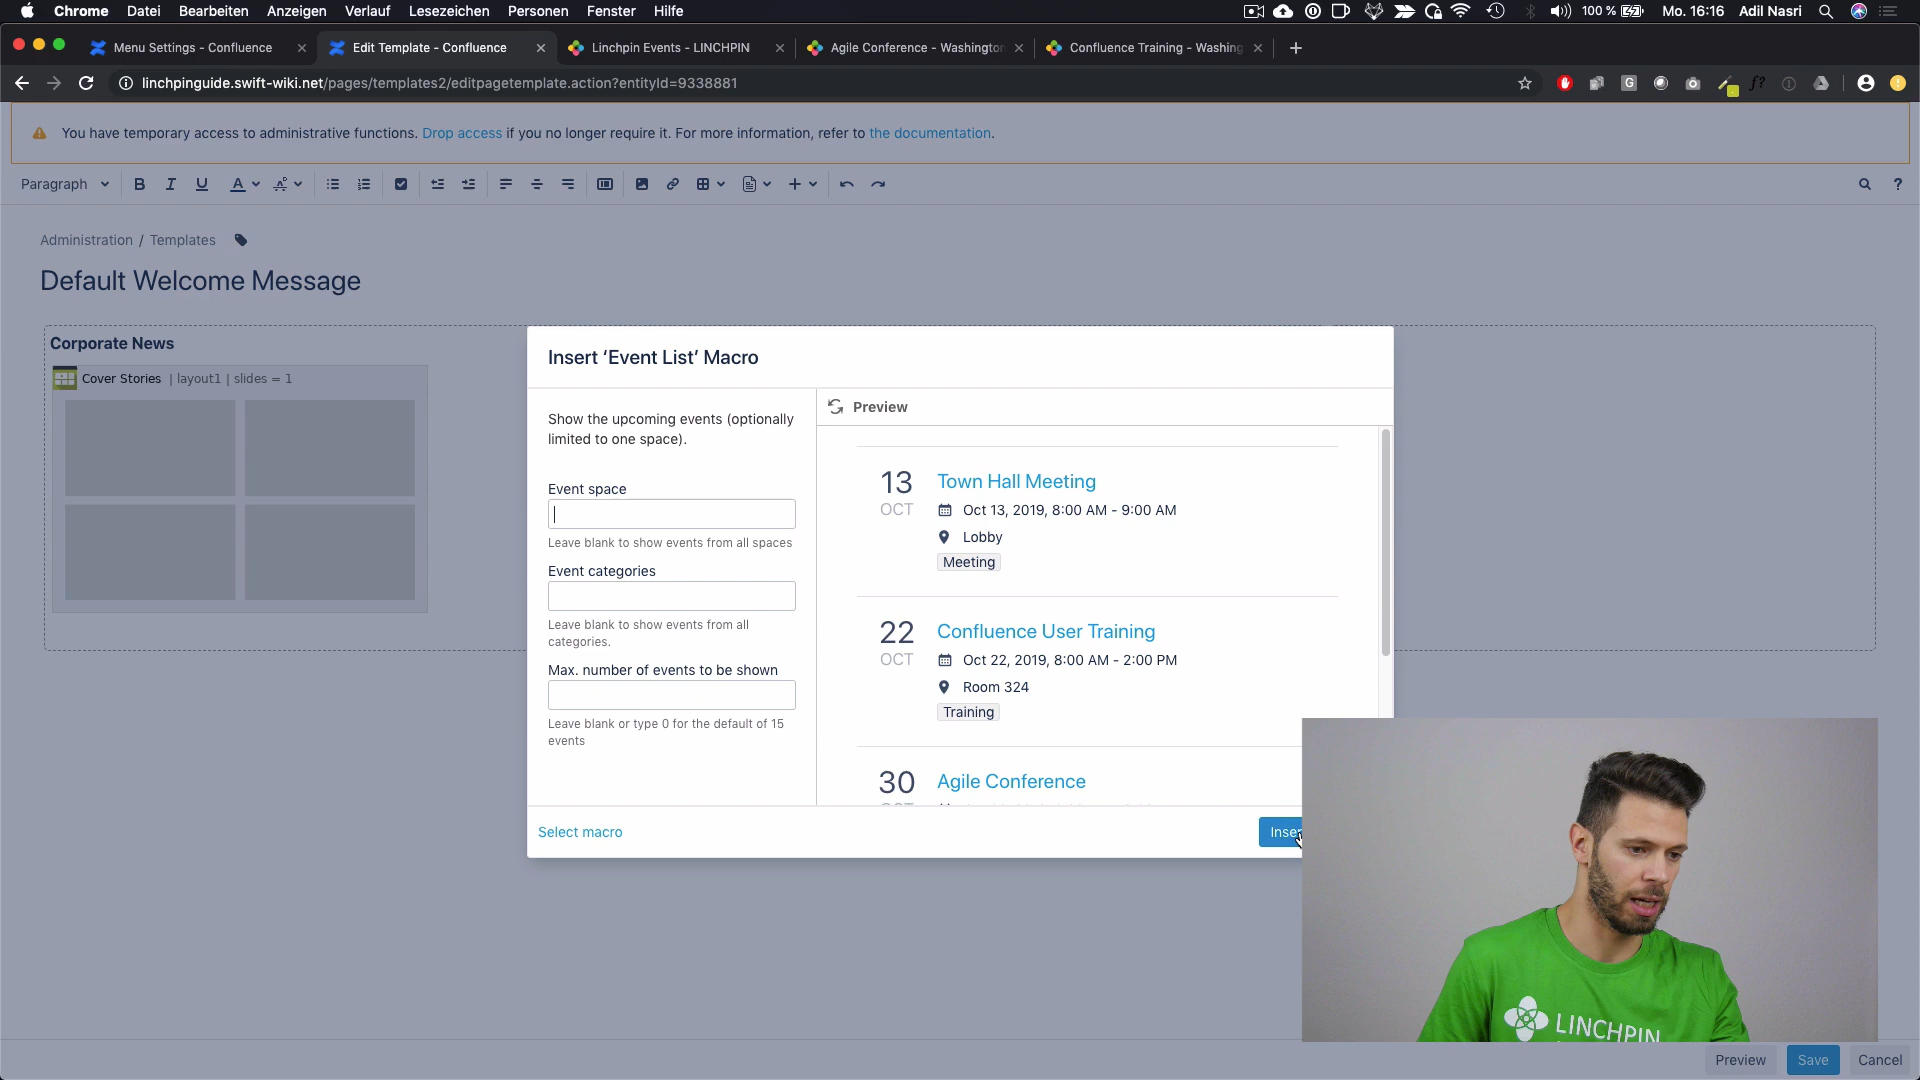 Chrome Datei Bearbeiten Anzeigen Verlauf Lesezeichen Personen Fenster Hilfe 100 % Mo. 16:16 Adil Nasri
Menu Settings - Confluence Edit Template - Confluence Linchpin Events - LINCHPIN Agile Conference - Washington Confluence Training - Washing
linchpinguide.swift-wiki.net/pages/templates2/editpagetemplate.action?entityId=9338881
You have temporary access to administrative functions. Drop access if you no longer require it. For more information, refer to the documentation.
Paragraph B I U A
Administration / Templates
Default Welcome Message
Corporate News
Cover Stories | layout1 | slides = 1
Insert ‘Event List’ Macro
Show the upcoming events (optionally
limited to one space).
Event space
Leave blank to show events from all spaces
Event categories
Leave blank to show events from all
categories.
Max. number of events to be shown
Leave blank or type 0 for the default of 15
events
Preview
13 Town Hall Meeting
OCT Oct 13, 2019, 8:00 AM - 9:00 AM
Lobby
Meeting
22 Confluence User Training
OCT Oct 22, 2019, 8:00 AM - 2:00 PM
Room 324
Training
30 Agile Conference
Select macro
LINCHPIN
Preview Save Cancel